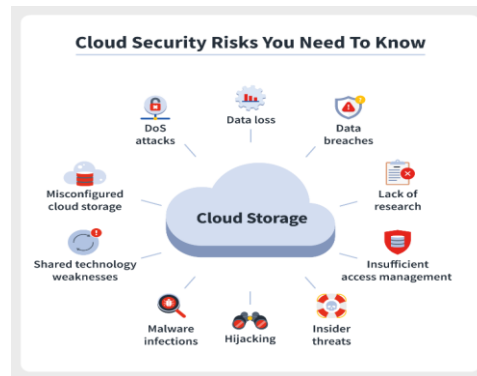 Cloud Security Risks You Need To Know
Data loss
DoS
attacks
Data
breaches
Misconfigured
cloud storage
Lack of
research
Cloud Storage
Shared technology
weaknesses
Insufficient
access management
Malware
infections
Hijacking
Insider
threats